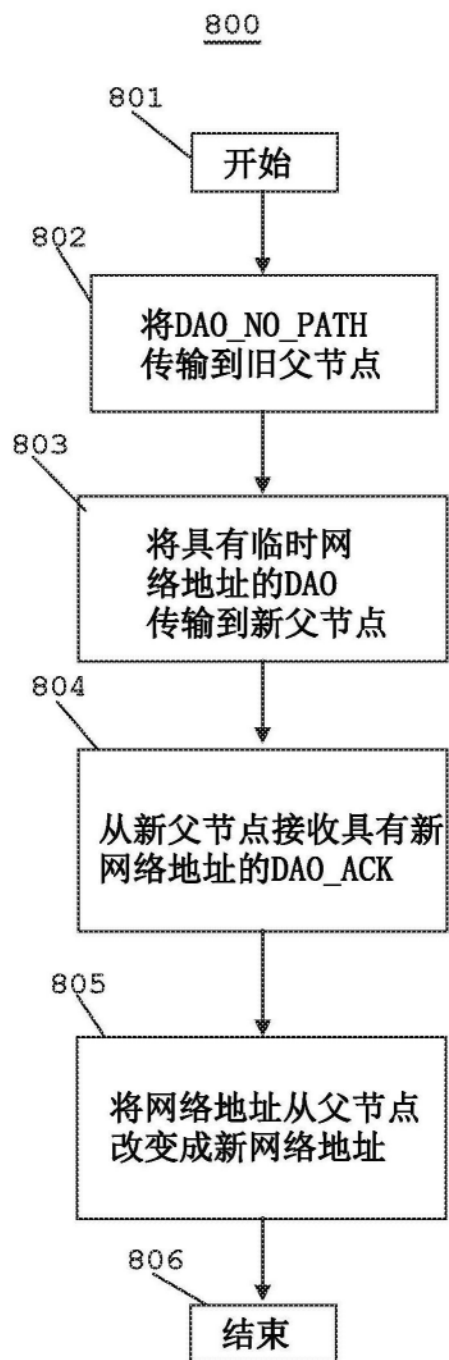 800
801
开始
802
将DAO_NO_PATH
传输到旧父节点
803
将具有临时网
络地址的DAO
传输到新父节点
804
从新父节点接收具有新
网络地址的DAO_ACK
805
将网络地址从父节点
改变成新网络地址
806
结束